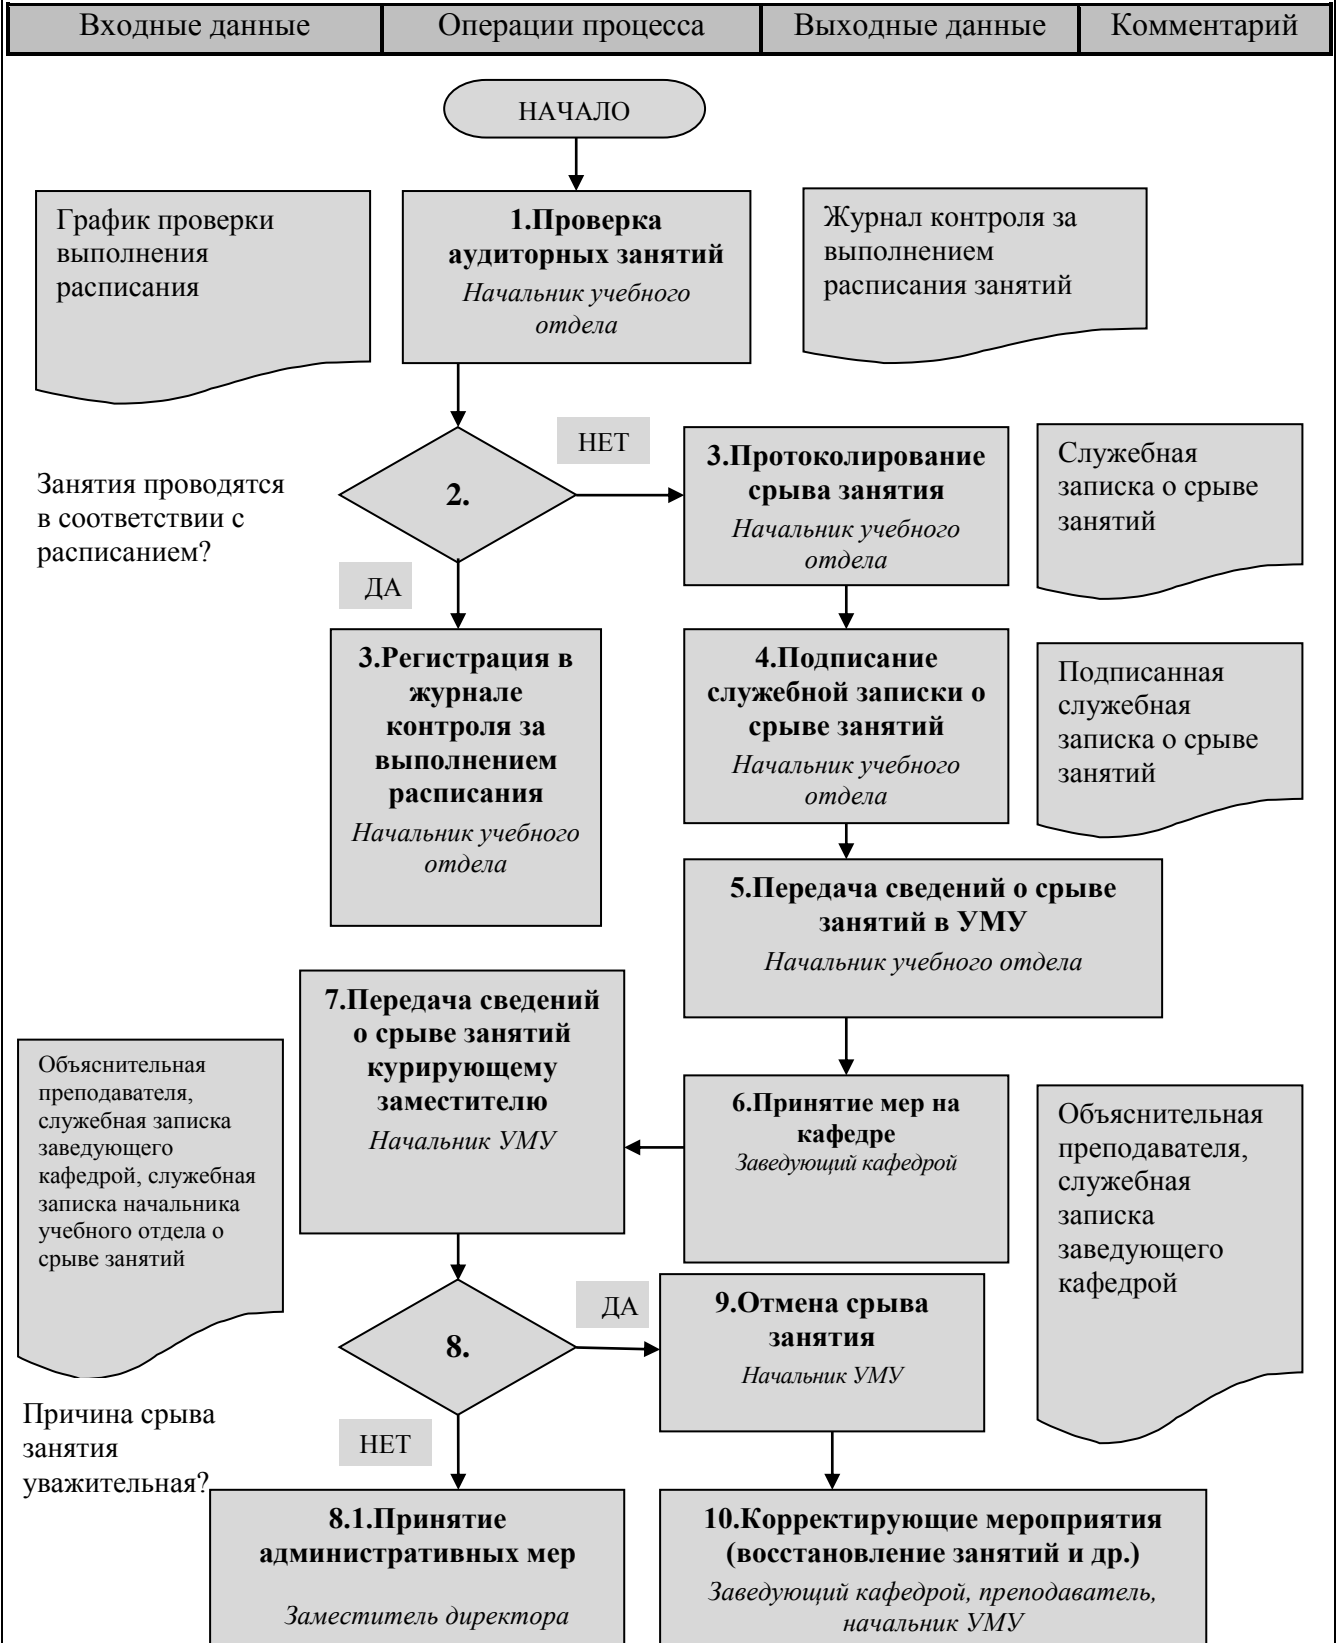 Входные данные
Операции процесса
Выходные данные
Комментарий
НАЧАЛО
График проверки
выполнения
расписания
1.Проверка
аудиторных занятий
Начальник учебного
отдела
Журнал контроля за
выполнением
расписания занятий
Занятия проводятся
в соответствии с
расписанием?
2.
НЕТ
3.Протоколирование
срыва занятия
Начальник учебного
отдела
Служебная
записка о срыве
занятий
ДА
3.Регистрация в
журнале
контроля за
выполнением
расписания
Начальник учебного
отдела
4.Подписание
служебной записки о
срыве занятий
Начальник учебного
отдела
Подписанная
служебная
записка о срыве
занятий
5.Передача сведений о срыве
занятий в УМУ
Начальник учебного отдела
7.Передача сведений
о срыве занятий
курирующему
заместителю
Начальник УМУ
6.Принятие мер на
кафедре
Заведующий кафедрой
Объяснительная
преподавателя,
служебная записка
заведующего
кафедрой, служебная
записка начальника
учебного отдела о
срыве занятий
Объяснительная
преподавателя,
служебная
записка
заведующего
кафедрой
8.
ДА
9.Отмена срыва
занятия
Начальник УМУ
Причина срыва
занятия
уважительная?
НЕТ
8.1.Принятие
административных мер
Заместитель директора
10.Корректирующие мероприятия
(восстановление занятий и др.)
Заведующий кафедрой, преподаватель,
начальник УМУ